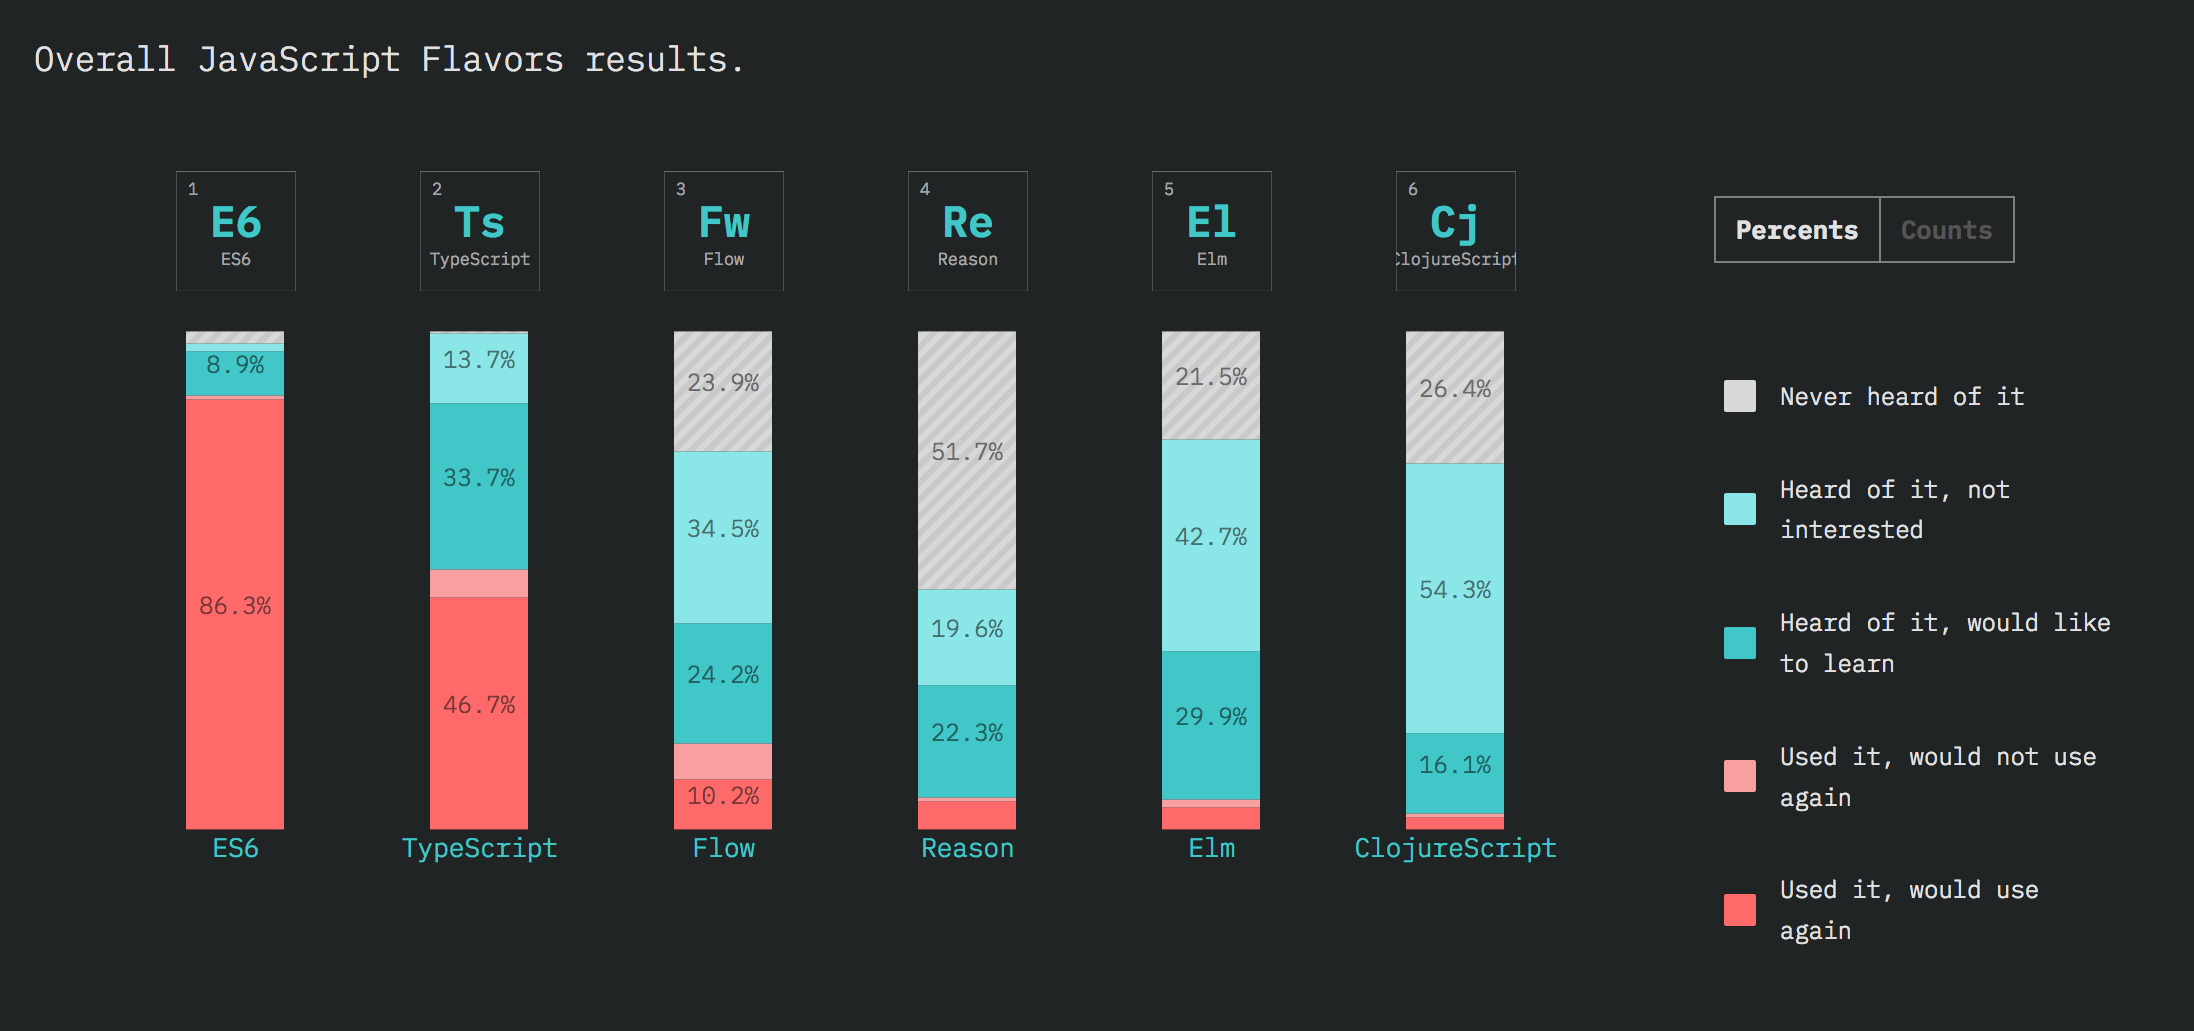 Overall JavaScript Flavors results.
1
E6
ES6
2
Ts
TypeScript
3
Fw
Flow
4
Re
Reason
5
El
Elm
6
Cj
ClojureScript
Percents
Counts
8.9%
86.3%
ES6
13.7%
33.7%
46.7%
TypeScript
23.9%
34.5%
24.2%
10.2%
Flow
51.7%
19.6%
22.3%
Reason
21.5%
42.7%
29.9%
Elm
26.4%
54.3%
16.1%
ClojureScript
Never heard of it
Heard of it, not
interested
Heard of it, would like
to learn
Used it, would not use
again
Used it, would use
again